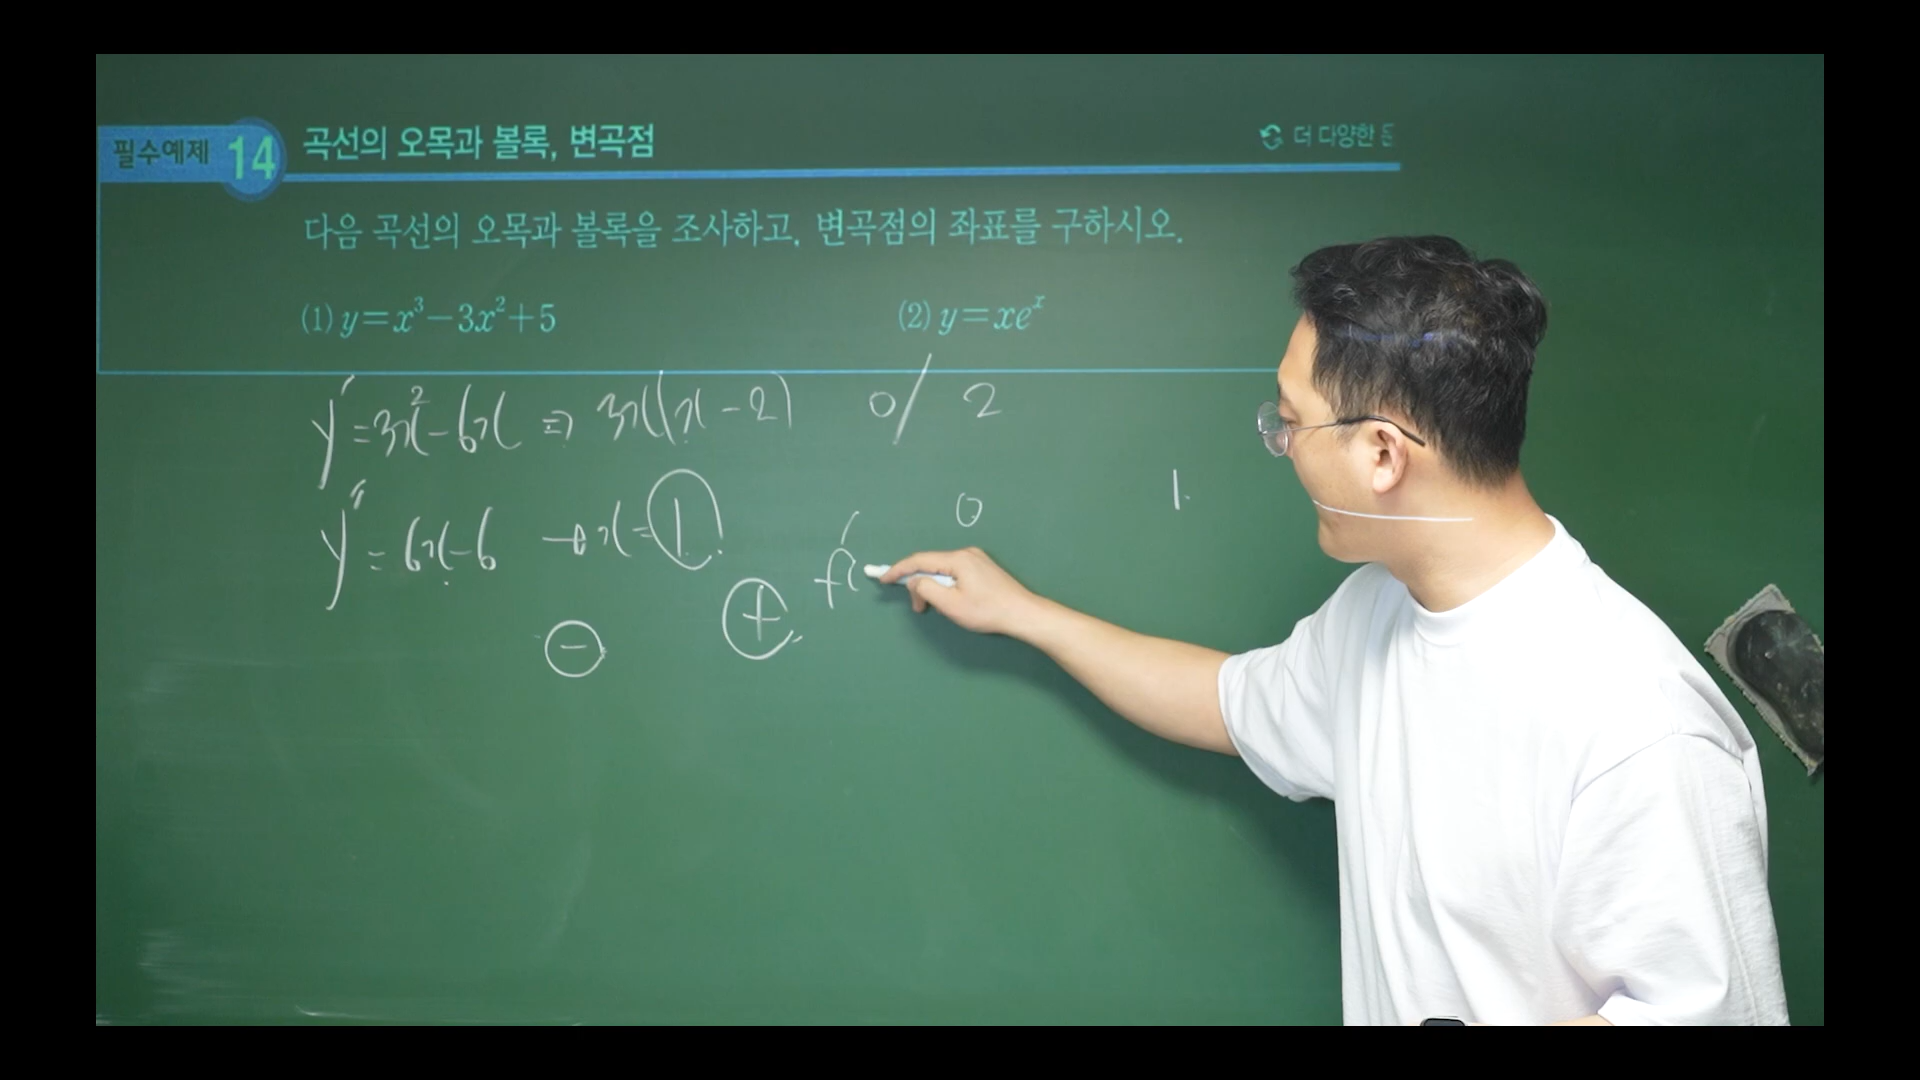 필수예제 14 곡선의 오목과 볼록, 변곡점 더 다양한
다음 곡선의 오목과 볼록을 조사하고, 변곡점의 좌표를 구하시오.
(1) y=x³-3x²+5 (2) y=xeˣ
y'=3x²-6x ⇒ 3x(x-2) 0 / 2
y''=6x-6 → x=1 0 1
- + f'(